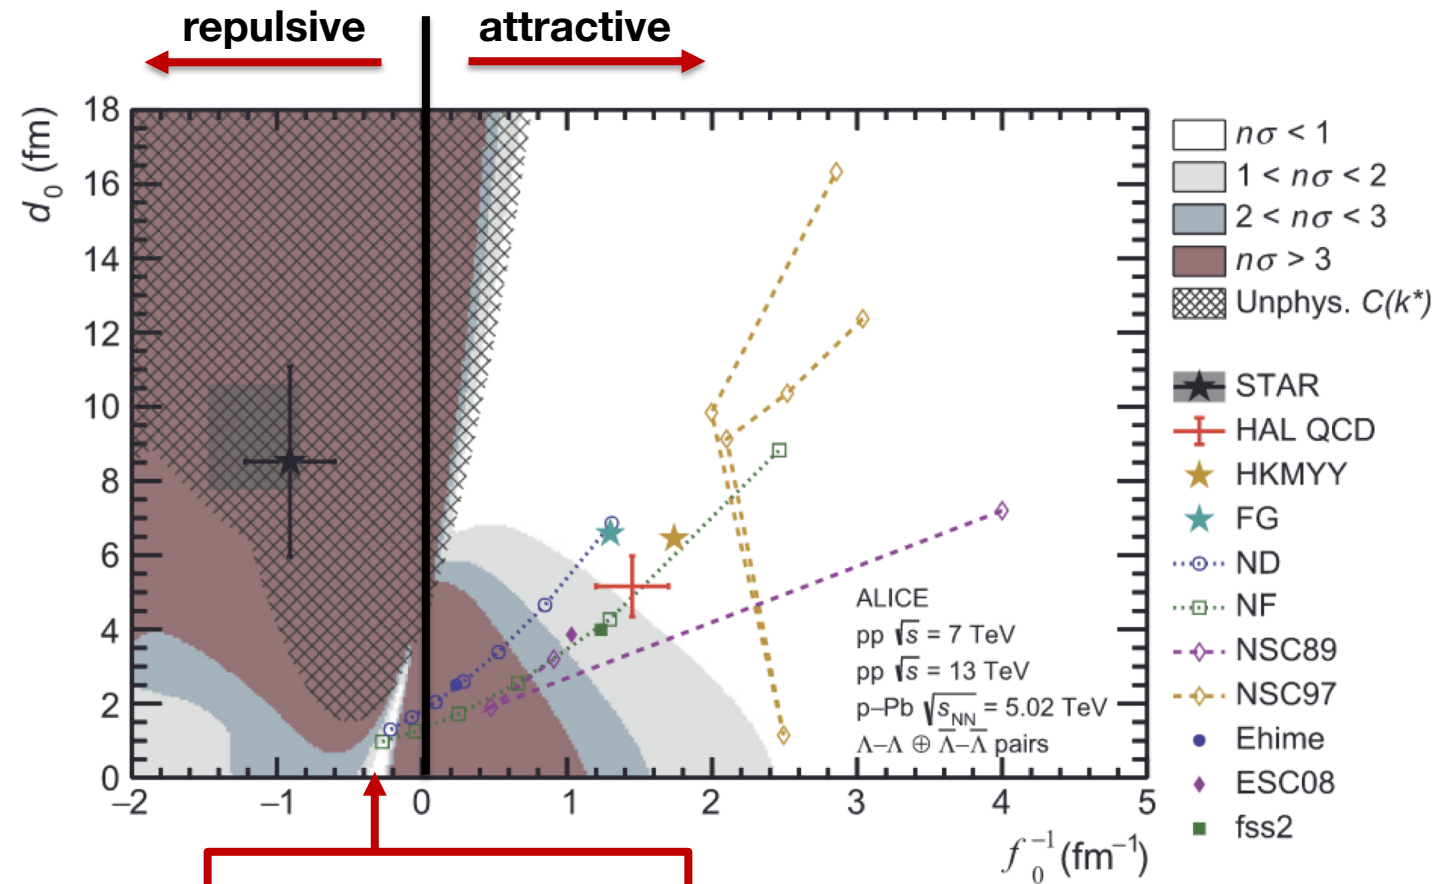 repulsive
attractive
d0 (fm)
18
16
14
12
10
8
6
4
2
0
−2
−1
0
1
2
3
4
5
f0^−1 (fm^−1)
ALICE
pp √s = 7 TeV
pp √s = 13 TeV
p–Pb √sNN = 5.02 TeV
Λ–Λ ⊕ Λ̅–Λ̅ pairs
nσ < 1
1 < nσ < 2
2 < nσ < 3
nσ > 3
Unphys. C(k*)
STAR
HAL QCD
HKMYY
FG
ND
NF
NSC89
NSC97
Ehime
ESC08
fss2